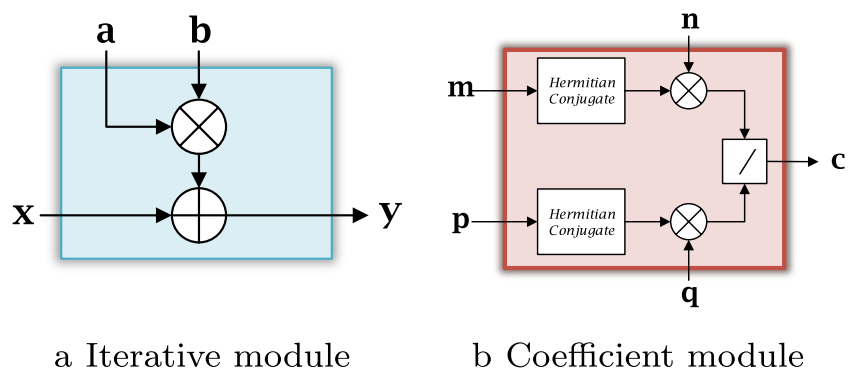 a
b
x
y
a Iterative module
n
m
Hermitian
Conjugate
/
c
p
Hermitian
Conjugate
q
b Coefficient module